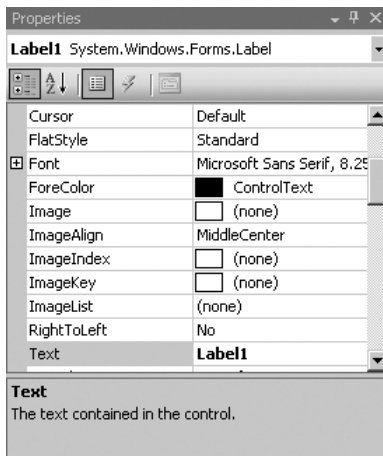 Properties
Label1 System.Windows.Forms.Label
Cursor Default
FlatStyle Standard
Font Microsoft Sans Serif, 8.25
ForeColor ControlText
Image (none)
ImageAlign MiddleCenter
ImageIndex (none)
ImageKey (none)
ImageList (none)
RightToLeft No
Text Label1
Text
The text contained in the control.